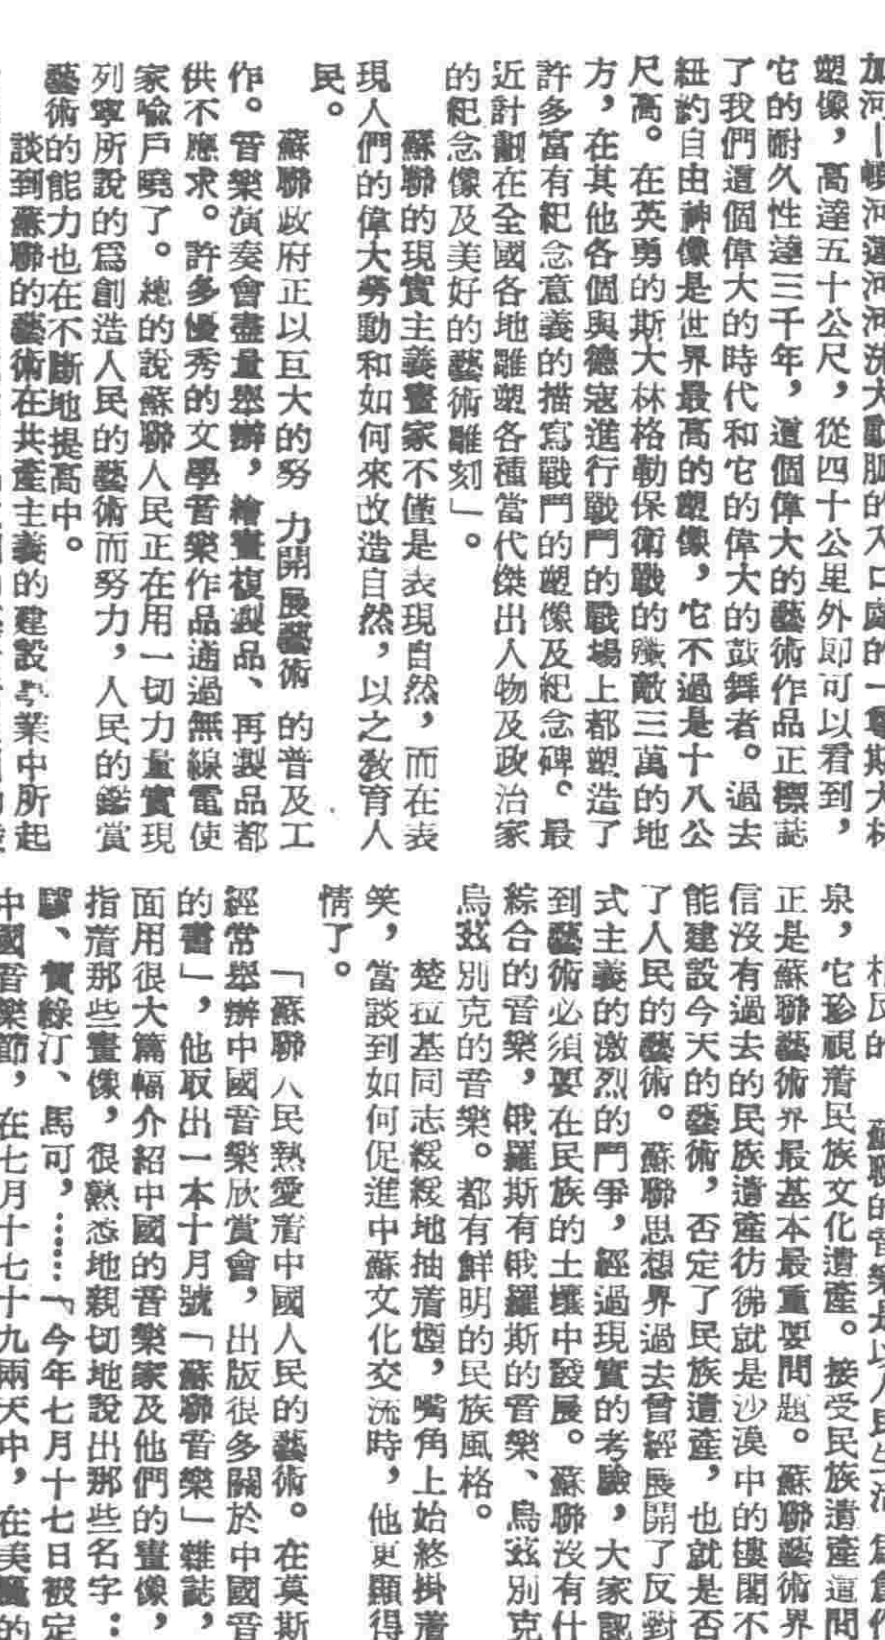 加河—頓河運河河流大動脈的入口處的一尊斯大林
塑像，高達五十公尺，從四十公里外即可以看到，
它的耐久性達三千年，這個偉大的藝術作品正標誌
了我們這個偉大的時代和它的偉大的鼓舞者。過去
紐約自由神像是世界最高的塑像，它不過是十八公
尺高。在英勇的斯大林格勒保衛戰的殲敵三萬的地
方，在其他各個與德寇進行戰鬥的戰場上都塑造了
許多富有紀念意義的描寫戰鬥的塑像及紀念碑。最
近計劃在全國各地雕塑各種當代傑出人物及政治家
的紀念像及美好的藝術雕刻」。
蘇聯的現實主義畫家不僅是表現自然，而在表
現人們的偉大勞動和如何來改造自然，以之教育人
民。
蘇聯政府正以巨大的努力開展藝術的普及工
作。音樂演奏會盡量舉辦，繪畫複製品、再製品都
供不應求。許多優秀的文學音樂作品通過無線電使
家喻戶曉了。總的說蘇聯人民正在用一切力量實現
列寧所說的爲創造人民的藝術而努力，人民的鑑賞
藝術的能力也在不斷地提高中。
談到蘇聯的藝術在共產主義的建設事業中所起
的 蘇聯的音樂是以人民生活爲創作
泉，它珍視着民族文化遺產。接受民族遺產這問
正是蘇聯藝術界最基本最重要問題。蘇聯藝術界
信沒有過去的民族遺產彷彿就是沙漠中的樓閣不
能建設今天的藝術，否定了民族遺產，也就是否
了人民的藝術。蘇聯思想界過去曾經展開了反對
式主義的激烈的鬥爭，經過現實的考驗，大家認
到藝術必須要在民族的土壤中發展。蘇聯沒有什
綜合的音樂，俄羅斯有俄羅斯的音樂、烏茲別克
烏茲別克的音樂。都有鮮明的民族風格。
楚拉基同志緩緩地抽着煙，嘴角上始終掛着
笑，當談到如何促進中蘇文化交流時，他更顯得
情了。
「蘇聯人民熱愛着中國人民的藝術。在莫斯
經常舉辦中國音樂欣賞會，出版很多關於中國音
的書」，他取出一本十月號「蘇聯音樂」雜誌，
面用很大篇幅介紹中國的音樂家及他們的畫像，
指着那些畫像，很熟悉地親切地說出那些名字：
驥、賀綠汀、馬可，……「今年七月十七日被定
中國音樂節，在七月十七十九兩天中，在美麗的